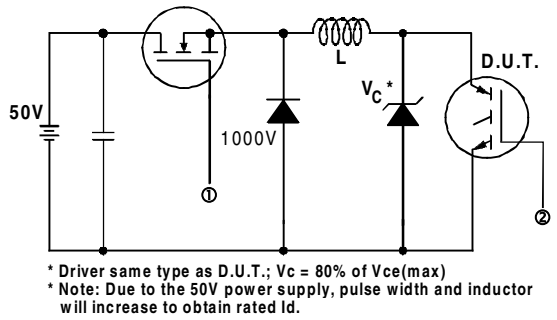 50V
1000V
L
V_C *
D.U.T.
①
②
* Driver same type as D.U.T.; Vc = 80% of Vce(max)
* Note: Due to the 50V power supply, pulse width and inductor
will increase to obtain rated Id.